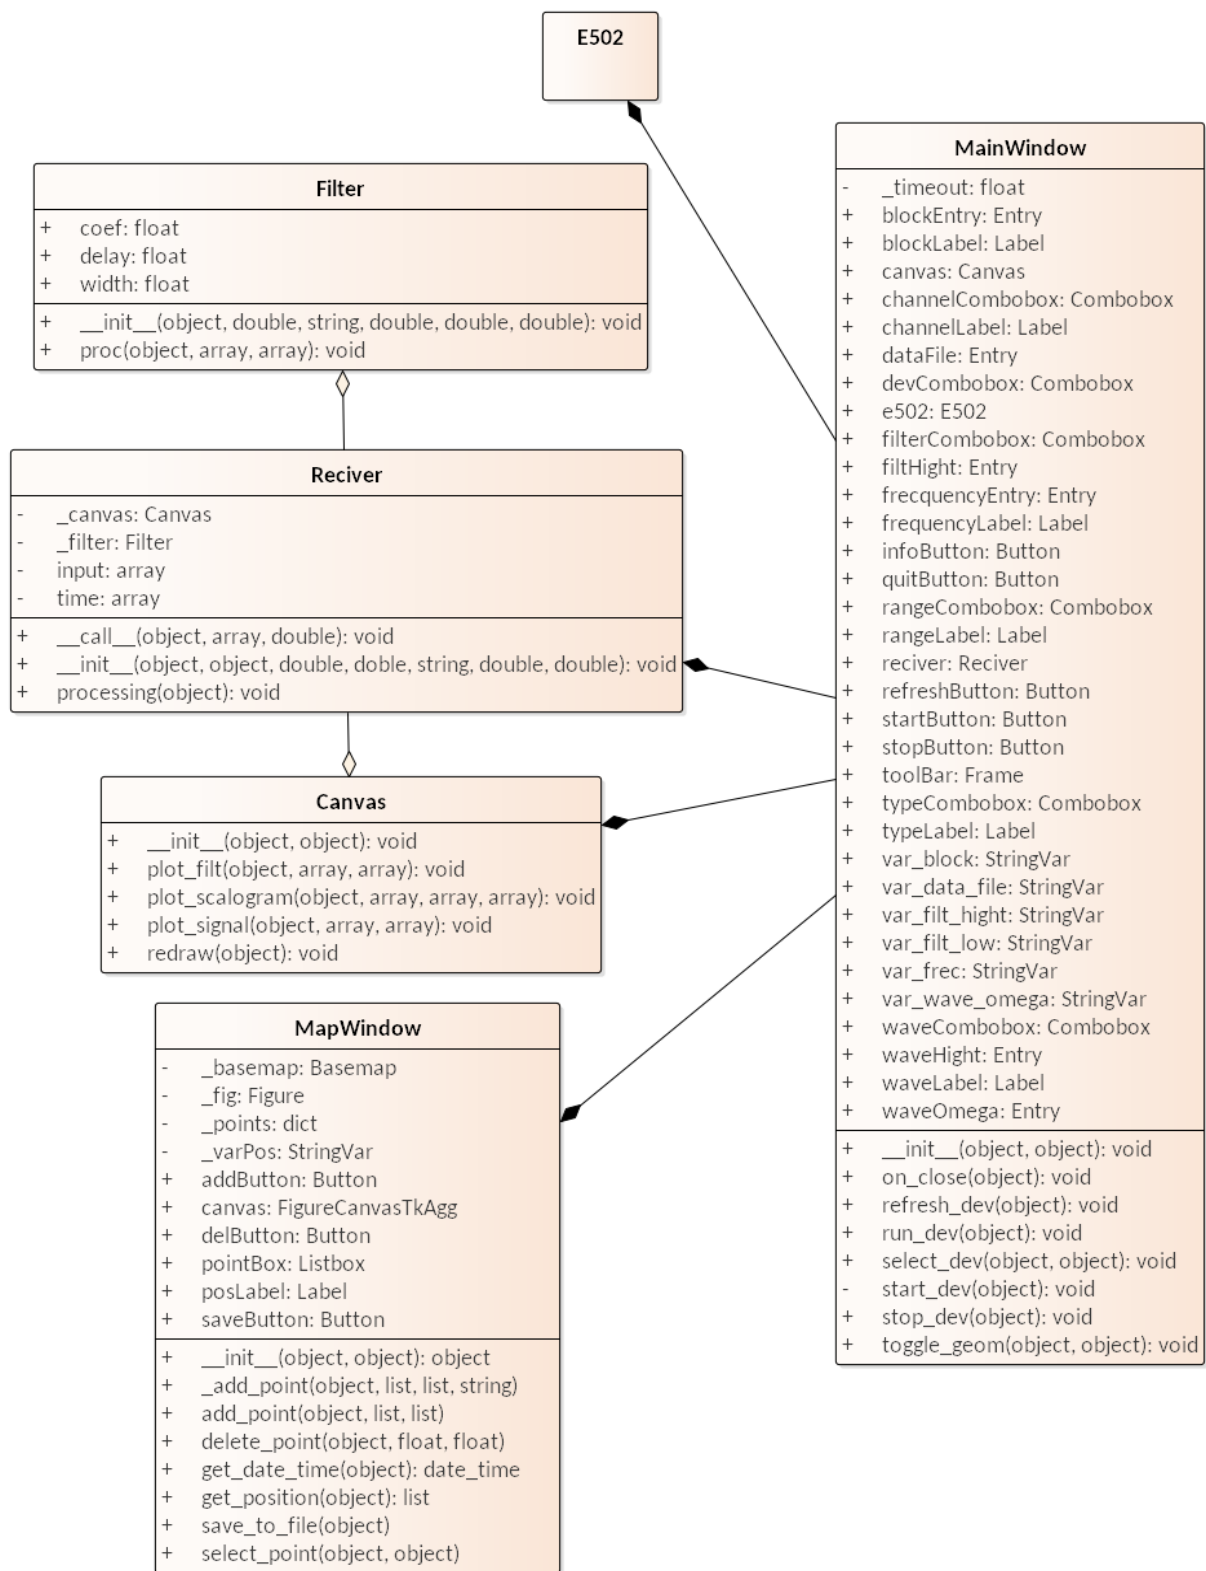 E502
Filter
+ coef: float
+ delay: float
+ width: float
+ __init__(object, double, string, double, double, double): void
+ proc(object, array, array): void
Reciver
- _canvas: Canvas
- _filter: Filter
- input: array
- time: array
+ __call__(object, array, double): void
+ __init__(object, object, double, doble, string, double, double): void
+ processing(object): void
Canvas
+ __init__(object, object): void
+ plot_filt(object, array, array): void
+ plot_scalogram(object, array, array, array): void
+ plot_signal(object, array, array): void
+ redraw(object): void
MapWindow
- _basemap: Basemap
- _fig: Figure
- _points: dict
- _varPos: StringVar
+ addButton: Button
+ canvas: FigureCanvasTkAgg
+ delButton: Button
+ pointBox: Listbox
+ posLabel: Label
+ saveButton: Button
+ __init__(object, object): object
+ _add_point(object, list, list, string)
+ add_point(object, list, list)
+ delete_point(object, float, float)
+ get_date_time(object): date_time
+ get_position(object): list
+ save_to_file(object)
+ select_point(object, object)
MainWindow
- _timeout: float
+ blockEntry: Entry
+ blockLabel: Label
+ canvas: Canvas
+ channelCombobox: Combobox
+ channelLabel: Label
+ dataFile: Entry
+ devCombobox: Combobox
+ e502: E502
+ filterCombobox: Combobox
+ filtHight: Entry
+ frecquencyEntry: Entry
+ frequencyLabel: Label
+ infoButton: Button
+ quitButton: Button
+ rangeCombobox: Combobox
+ rangeLabel: Label
+ reciver: Reciver
+ refreshButton: Button
+ startButton: Button
+ stopButton: Button
+ toolBar: Frame
+ typeCombobox: Combobox
+ typeLabel: Label
+ var_block: StringVar
+ var_data_file: StringVar
+ var_filt_hight: StringVar
+ var_filt_low: StringVar
+ var_frec: StringVar
+ var_wave_omega: StringVar
+ waveCombobox: Combobox
+ waveHight: Entry
+ waveLabel: Label
+ waveOmega: Entry
+ __init__(object, object): void
+ on_close(object): void
+ refresh_dev(object): void
+ run_dev(object): void
+ select_dev(object, object): void
- start_dev(object): void
+ stop_dev(object): void
+ toggle_geom(object, object): void